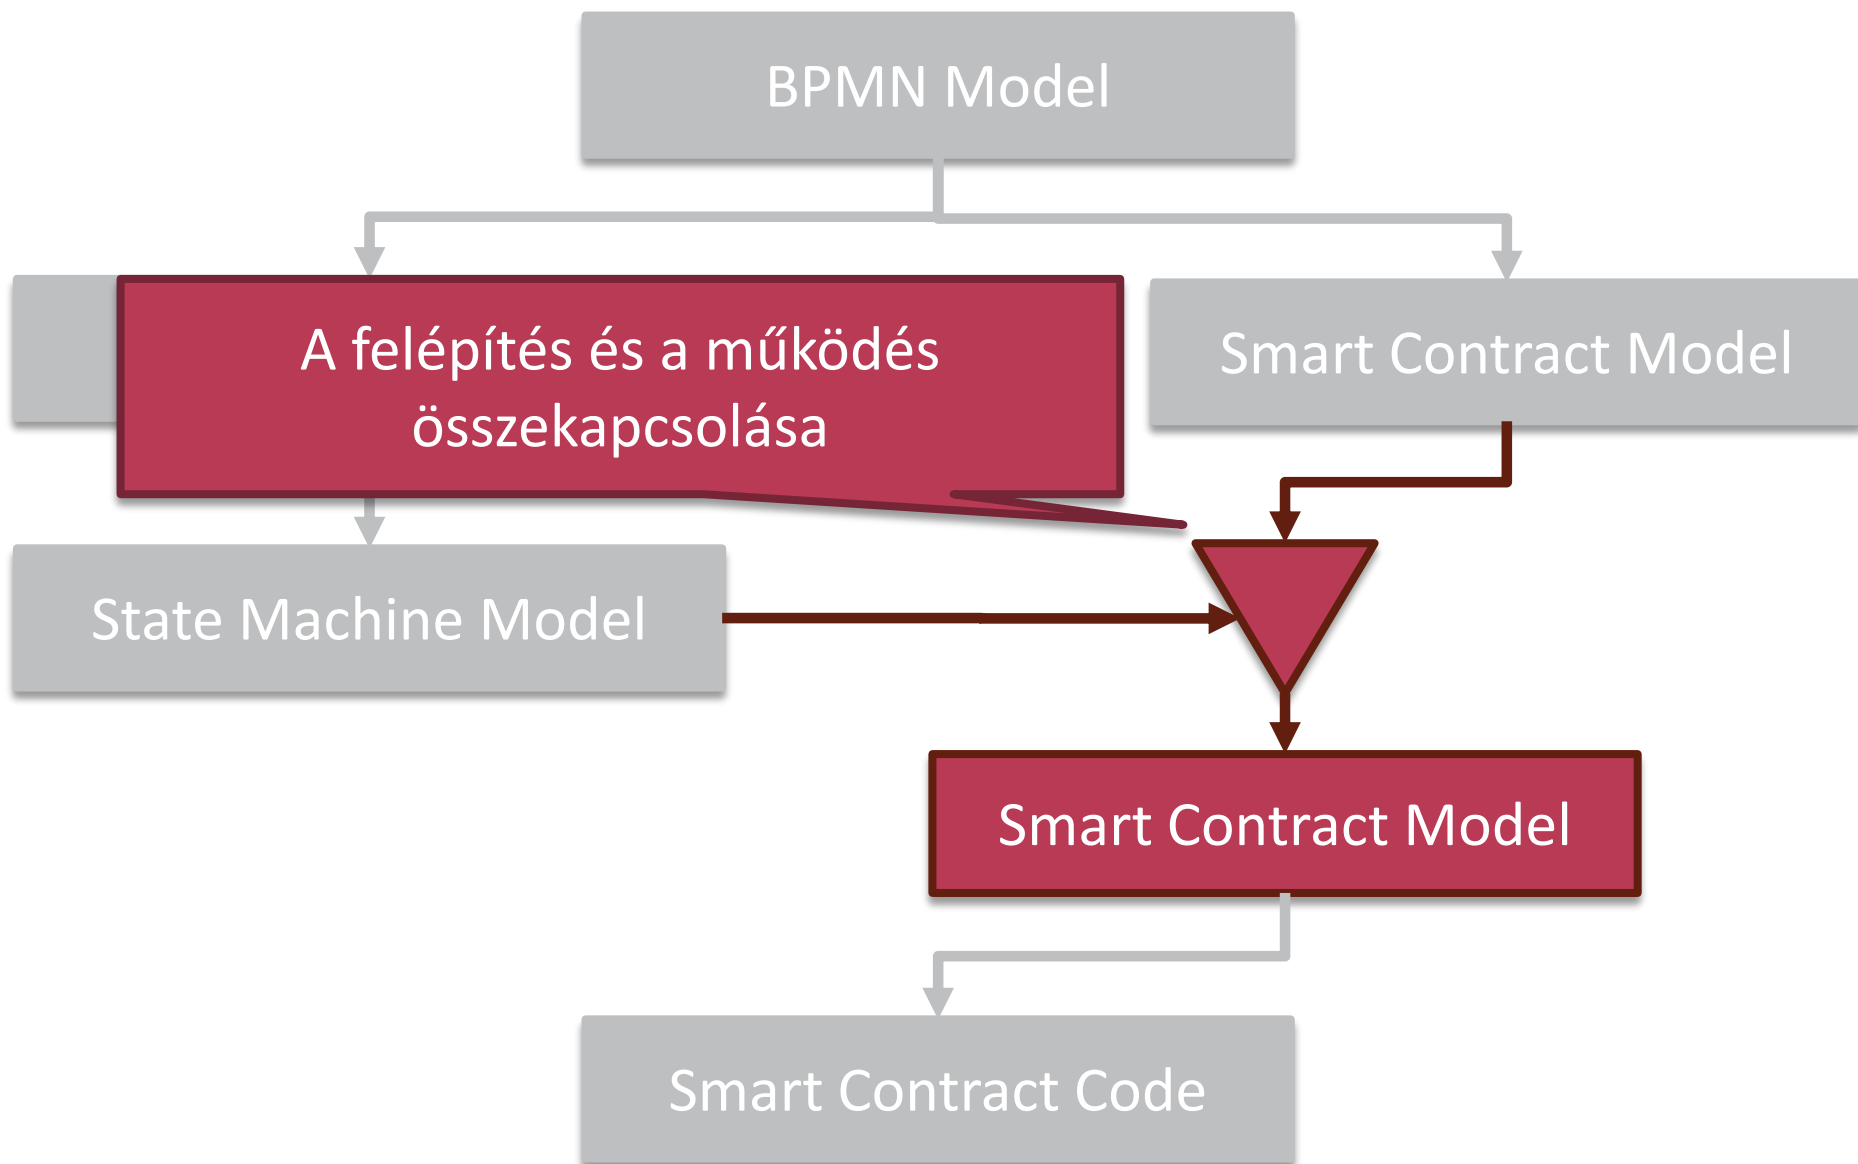 BPMN Model
A felépítés és a működés
összekapcsolása
Smart Contract Model
State Machine Model
Smart Contract Model
Smart Contract Code